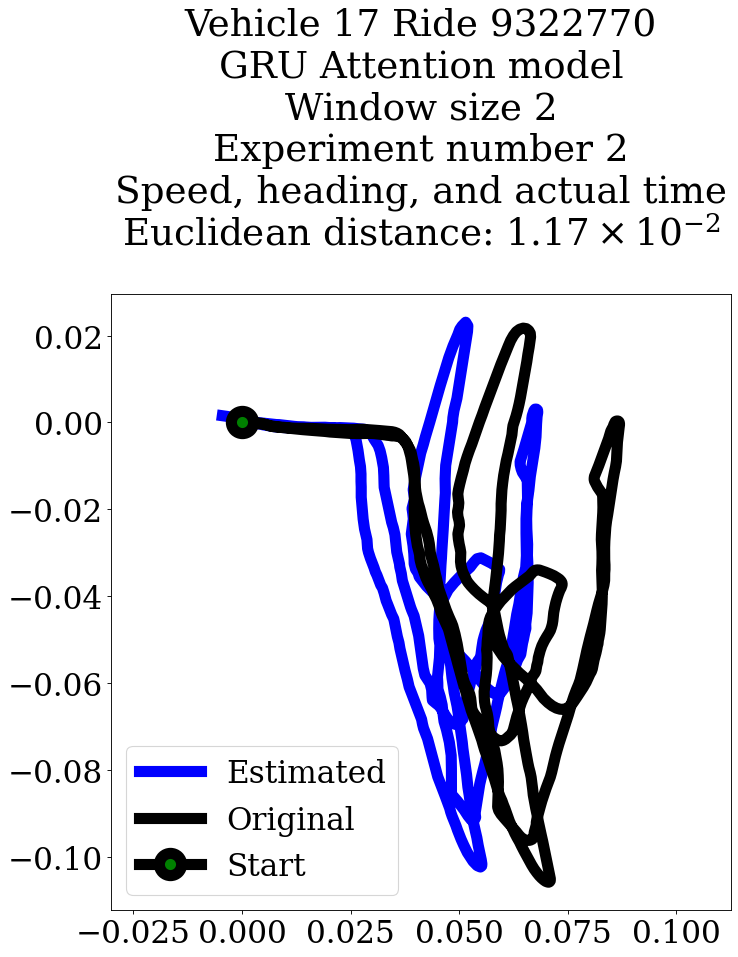 Vehicle 17 Ride 9322770
GRU Attention model
Window size 2
Experiment number 2
Speed, heading, and actual time
Euclidean distance: 1.17 × 10⁻²
0.02
0.00
−0.02
−0.04
−0.06
−0.08
−0.10
Estimated
Original
Start
−0.025 0.000 0.025 0.050 0.075 0.100